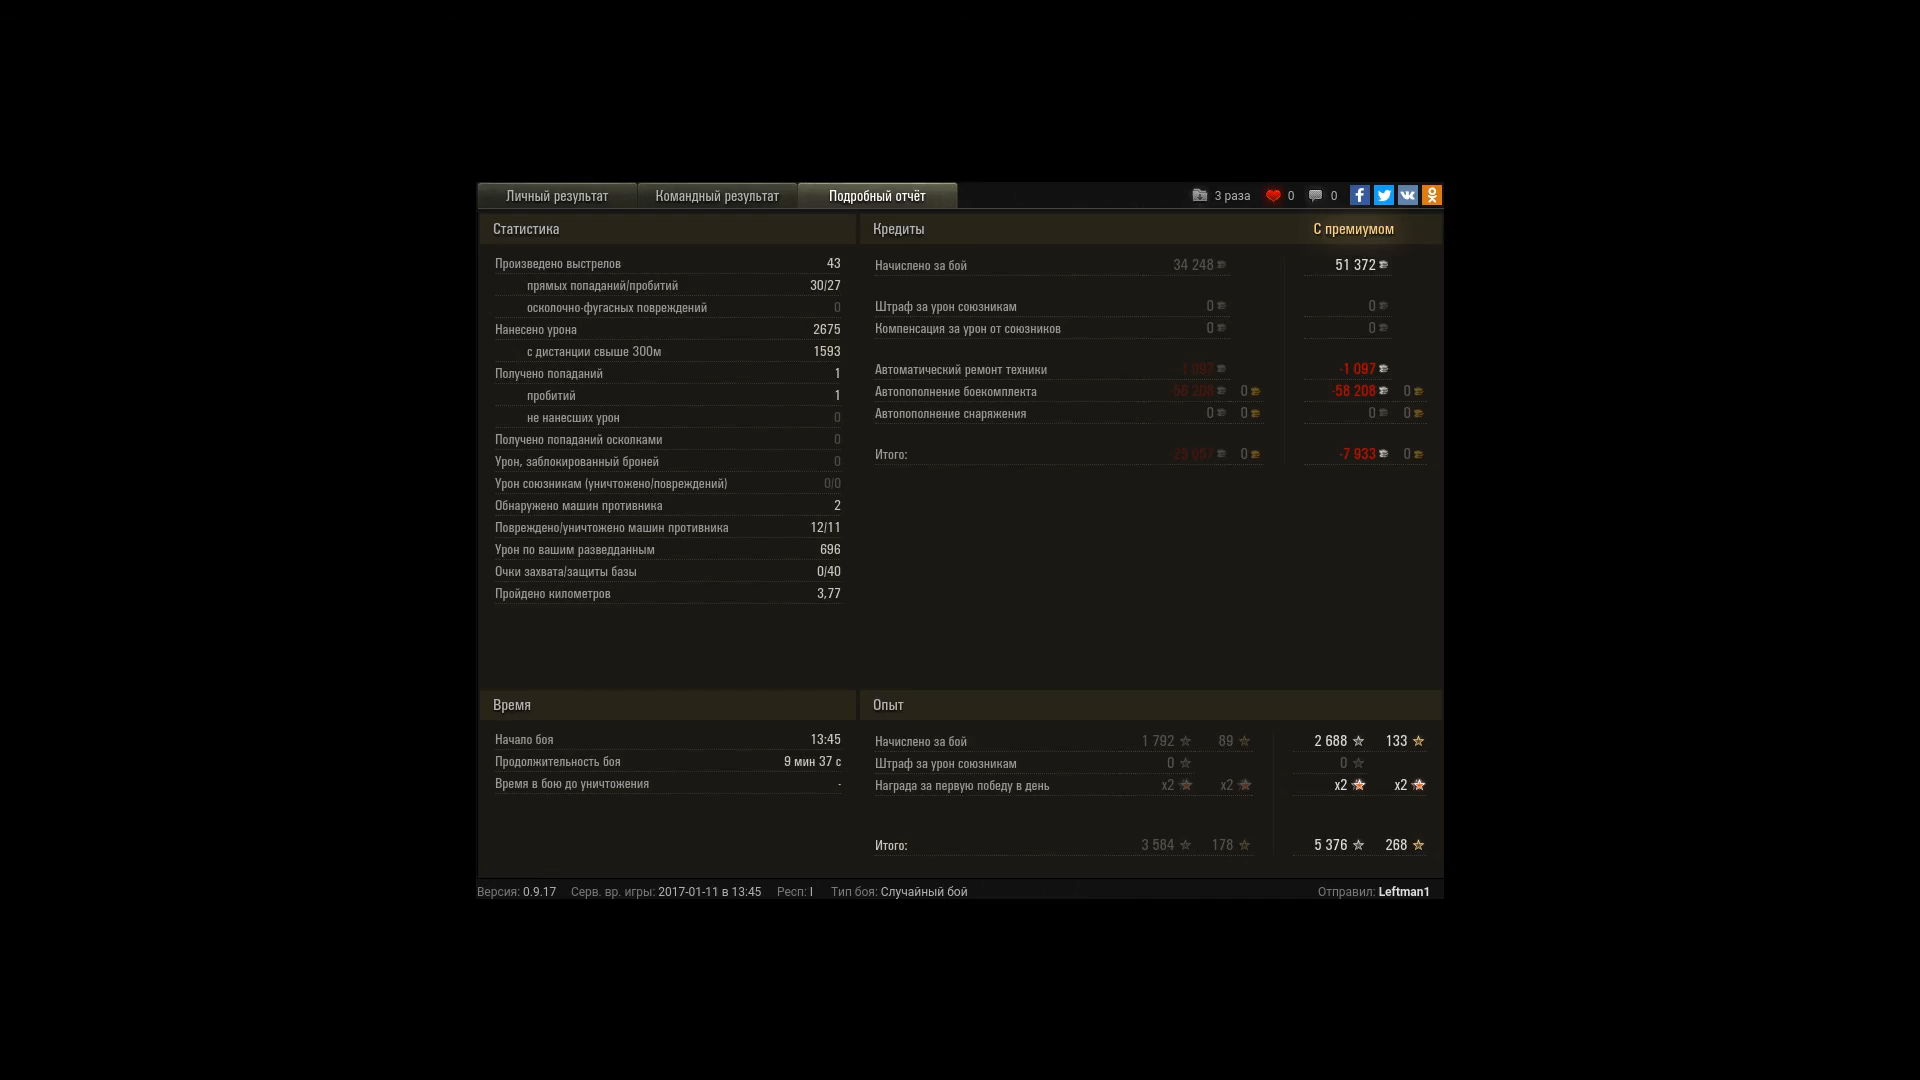 Личный результат Командный результат Подробный отчёт 3 раза 0 0
Статистика
Произведено выстрелов 43
прямых попаданий/пробитий 30/27
осколочно-фугасных повреждений 0
Нанесено урона 2675
с дистанции свыше 300м 1593
Получено попаданий 1
пробитий 1
не нанесших урон 0
Получено попаданий осколками 0
Урон, заблокированный броней 0
Урон союзникам (уничтожено/повреждений) 0/0
Обнаружено машин противника 2
Повреждено/уничтожено машин противника 12/11
Урон по вашим разведданным 696
Очки захвата/защиты базы 0/40
Пройдено километров 3,77
Кредиты С премиумом
Начислено за бой 34 248 51 372
Штраф за урон союзникам 0 0
Компенсация за урон от союзников 0 0
Автоматический ремонт техники -1 097 -1 097
Автопополнение боекомплекта -58 208 0 -58 208 0
Автопополнение снаряжения 0 0 0 0
Итого: -25 057 0 -7 933 0
Время
Начало боя 13:45
Продолжительность боя 9 мин 37 с
Время в бою до уничтожения -
Опыт
Начислено за бой 1 792 89 2 688 133
Штраф за урон союзникам 0 0
Награда за первую победу в день x2 x2 x2 x2
Итого: 3 584 178 5 376 268
Версия: 0.9.17 Серв. вр. игры: 2017-01-11 в 13:45 Респ: I Тип боя: Случайный бой Отправил: Leftman1